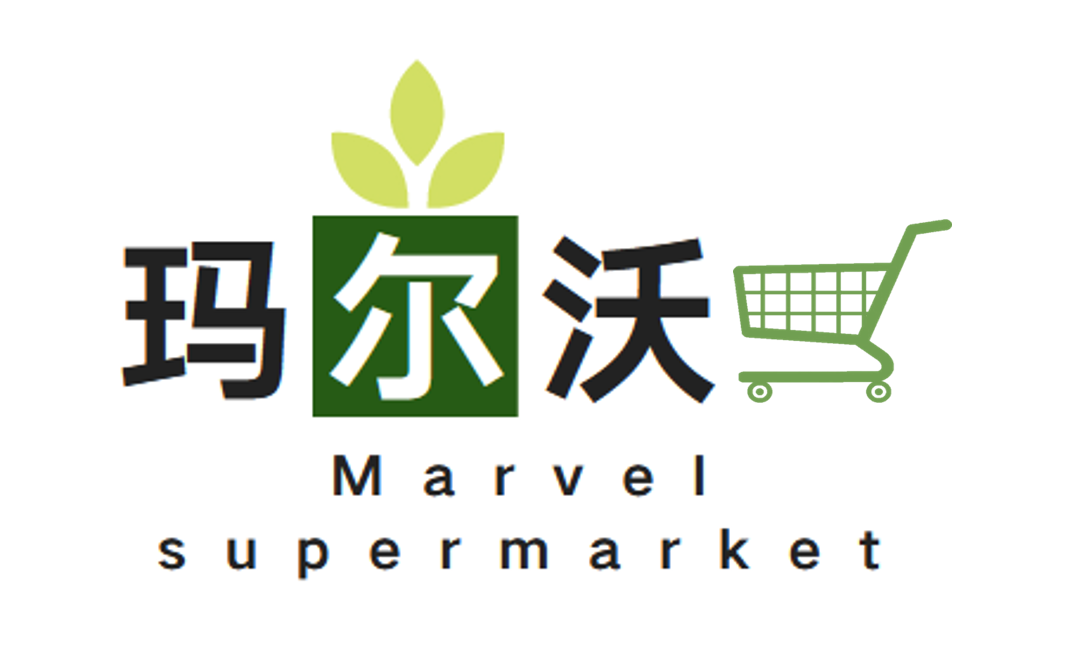 玛尔沃
Marvel
supermarket